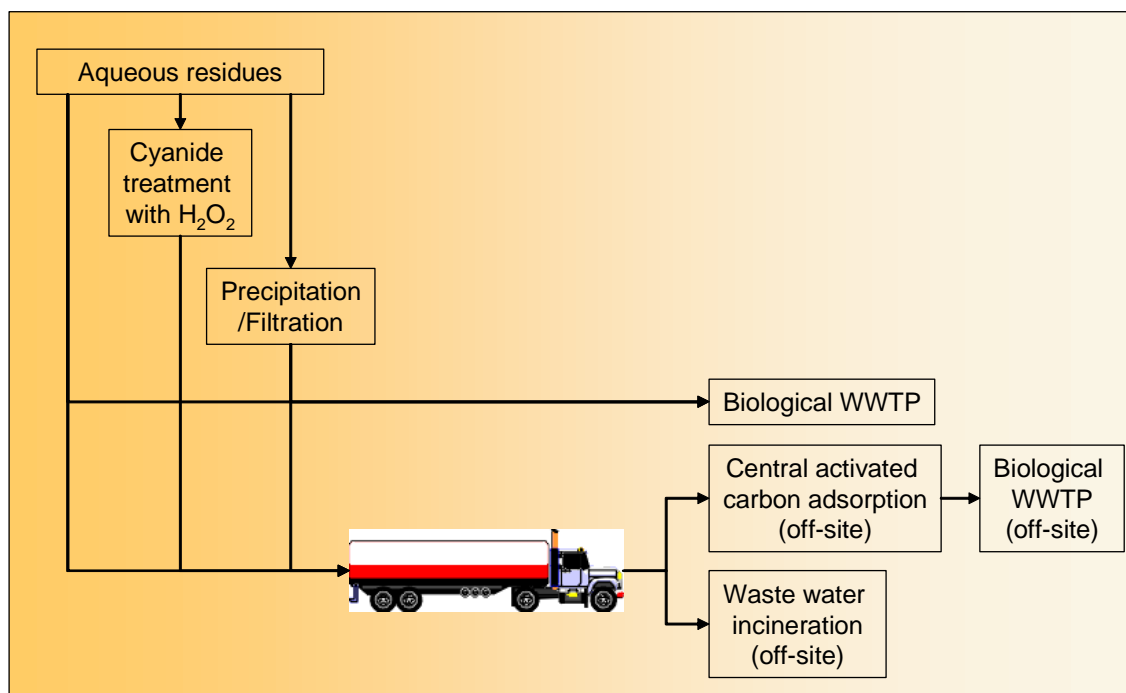 Aqueous residues
Cyanide
treatment
with H₂O₂
Precipitation
/Filtration
Biological WWTP
Central activated
carbon adsorption
(off-site)
Biological
WWTP
(off-site)
Waste water
incineration
(off-site)